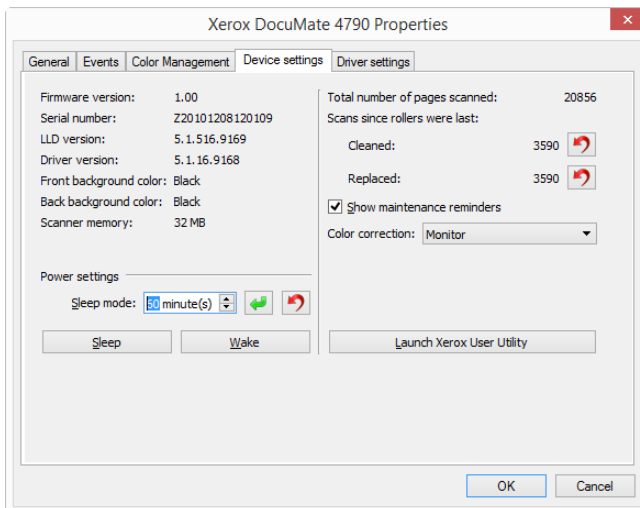 Xerox DocuMate 4790 Properties
General Events Color Management Device settings Driver settings
Firmware version: 1.00
Serial number: Z20101208120109
LLD version: 5.1.516.9169
Driver version: 5.1.16.9168
Front background color: Black
Back background color: Black
Scanner memory: 32 MB
Power settings
Sleep mode: 50 minute(s)
Sleep Wake
Total number of pages scanned: 20856
Scans since rollers were last:
Cleaned: 3590
Replaced: 3590
Show maintenance reminders
Color correction: Monitor
Launch Xerox User Utility
OK Cancel